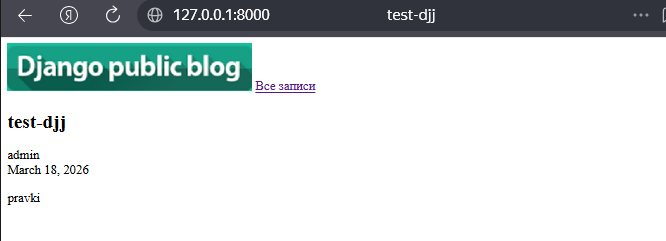 127.0.0.1:8000 test-djj
Django public blog Все записи
test-djj
admin
March 18, 2026
pravki